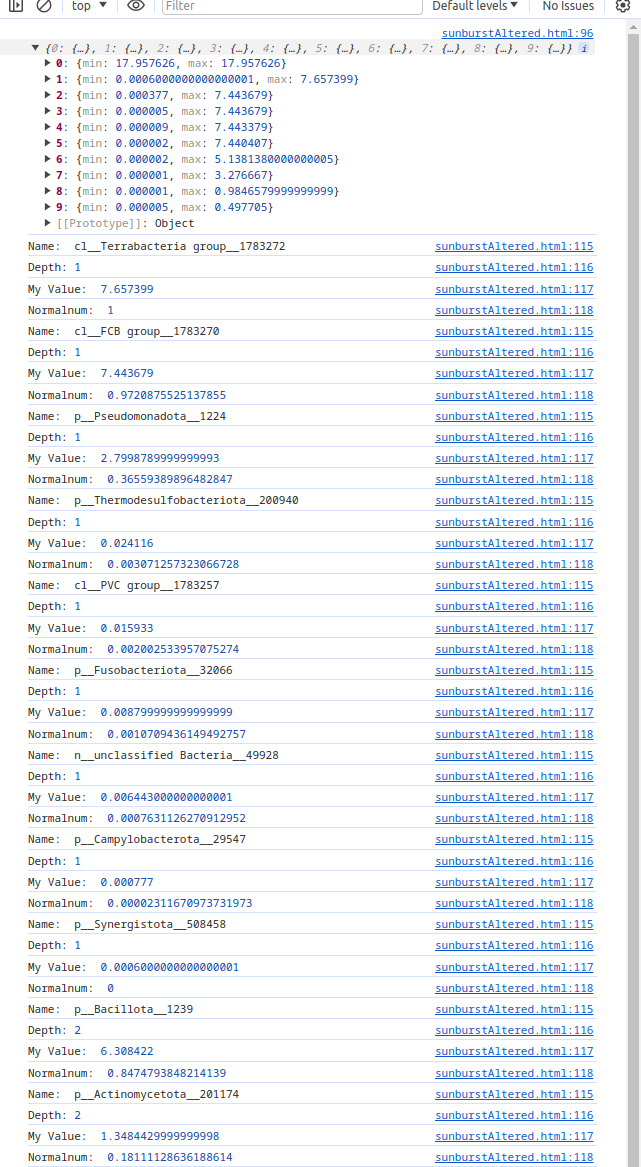 top ▼ Filter Default levels ▼ No Issues
sunburstAltered.html:96
▼ {0: {…}, 1: {…}, 2: {…}, 3: {…}, 4: {…}, 5: {…}, 6: {…}, 7: {…}, 8: {…}, 9: {…}} i
▶ 0: {min: 17.957626, max: 17.957626}
▶ 1: {min: 0.0006000000000000001, max: 7.657399}
▶ 2: {min: 0.000377, max: 7.443679}
▶ 3: {min: 0.000005, max: 7.443679}
▶ 4: {min: 0.000009, max: 7.443379}
▶ 5: {min: 0.000002, max: 7.440407}
▶ 6: {min: 0.000002, max: 5.1381380000000005}
▶ 7: {min: 0.000001, max: 3.276667}
▶ 8: {min: 0.000001, max: 0.9846579999999999}
▶ 9: {min: 0.000005, max: 0.497705}
▶ [[Prototype]]: Object
Name: cl__Terrabacteria group__1783272 sunburstAltered.html:115
Depth: 1 sunburstAltered.html:116
My Value: 7.657399 sunburstAltered.html:117
Normalnum: 1 sunburstAltered.html:118
Name: cl__FCB group__1783270 sunburstAltered.html:115
Depth: 1 sunburstAltered.html:116
My Value: 7.443679 sunburstAltered.html:117
Normalnum: 0.9720875525137855 sunburstAltered.html:118
Name: p__Pseudomonadota__1224 sunburstAltered.html:115
Depth: 1 sunburstAltered.html:116
My Value: 2.7998789999999993 sunburstAltered.html:117
Normalnum: 0.36559389896482847 sunburstAltered.html:118
Name: p__Thermodesulfobacteriota__200940 sunburstAltered.html:115
Depth: 1 sunburstAltered.html:116
My Value: 0.024116 sunburstAltered.html:117
Normalnum: 0.003071257323066728 sunburstAltered.html:118
Name: cl__PVC group__1783257 sunburstAltered.html:115
Depth: 1 sunburstAltered.html:116
My Value: 0.015933 sunburstAltered.html:117
Normalnum: 0.002002533957075274 sunburstAltered.html:118
Name: p__Fusobacteriota__32066 sunburstAltered.html:115
Depth: 1 sunburstAltered.html:116
My Value: 0.008799999999999999 sunburstAltered.html:117
Normalnum: 0.0010709436149492757 sunburstAltered.html:118
Name: n__unclassified Bacteria__49928 sunburstAltered.html:115
Depth: 1 sunburstAltered.html:116
My Value: 0.006443000000000001 sunburstAltered.html:117
Normalnum: 0.0007631126270912952 sunburstAltered.html:118
Name: p__Campylobacterota__29547 sunburstAltered.html:115
Depth: 1 sunburstAltered.html:116
My Value: 0.000777 sunburstAltered.html:117
Normalnum: 0.00002311670973731973 sunburstAltered.html:118
Name: p__Synergistota__508458 sunburstAltered.html:115
Depth: 1 sunburstAltered.html:116
My Value: 0.0006000000000000001 sunburstAltered.html:117
Normalnum: 0 sunburstAltered.html:118
Name: p__Bacillota__1239 sunburstAltered.html:115
Depth: 2 sunburstAltered.html:116
My Value: 6.308422 sunburstAltered.html:117
Normalnum: 0.8474793848214139 sunburstAltered.html:118
Name: p__Actinomycetota__201174 sunburstAltered.html:115
Depth: 2 sunburstAltered.html:116
My Value: 1.3484429999999998 sunburstAltered.html:117
Normalnum: 0.18111128636188614 sunburstAltered.html:118